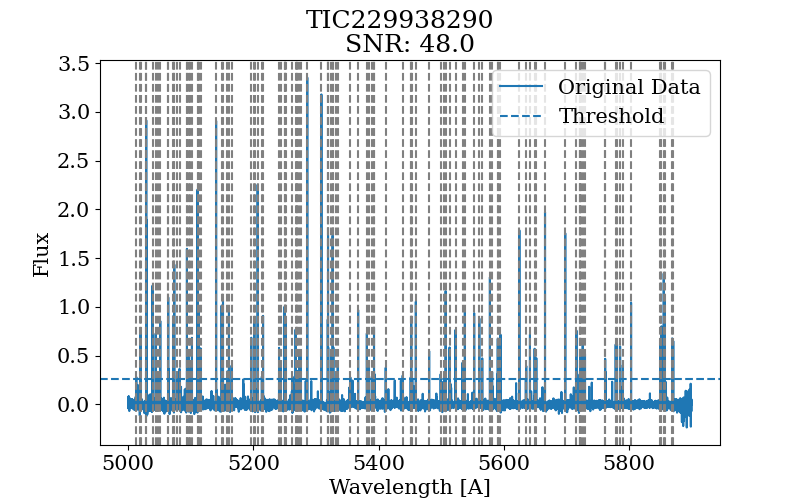 TIC229938290
SNR: 48.0
Original Data
Threshold
3.5
3.0
2.5
2.0
1.5
1.0
0.5
0.0
Flux
5000 5200 5400 5600 5800
Wavelength [A]